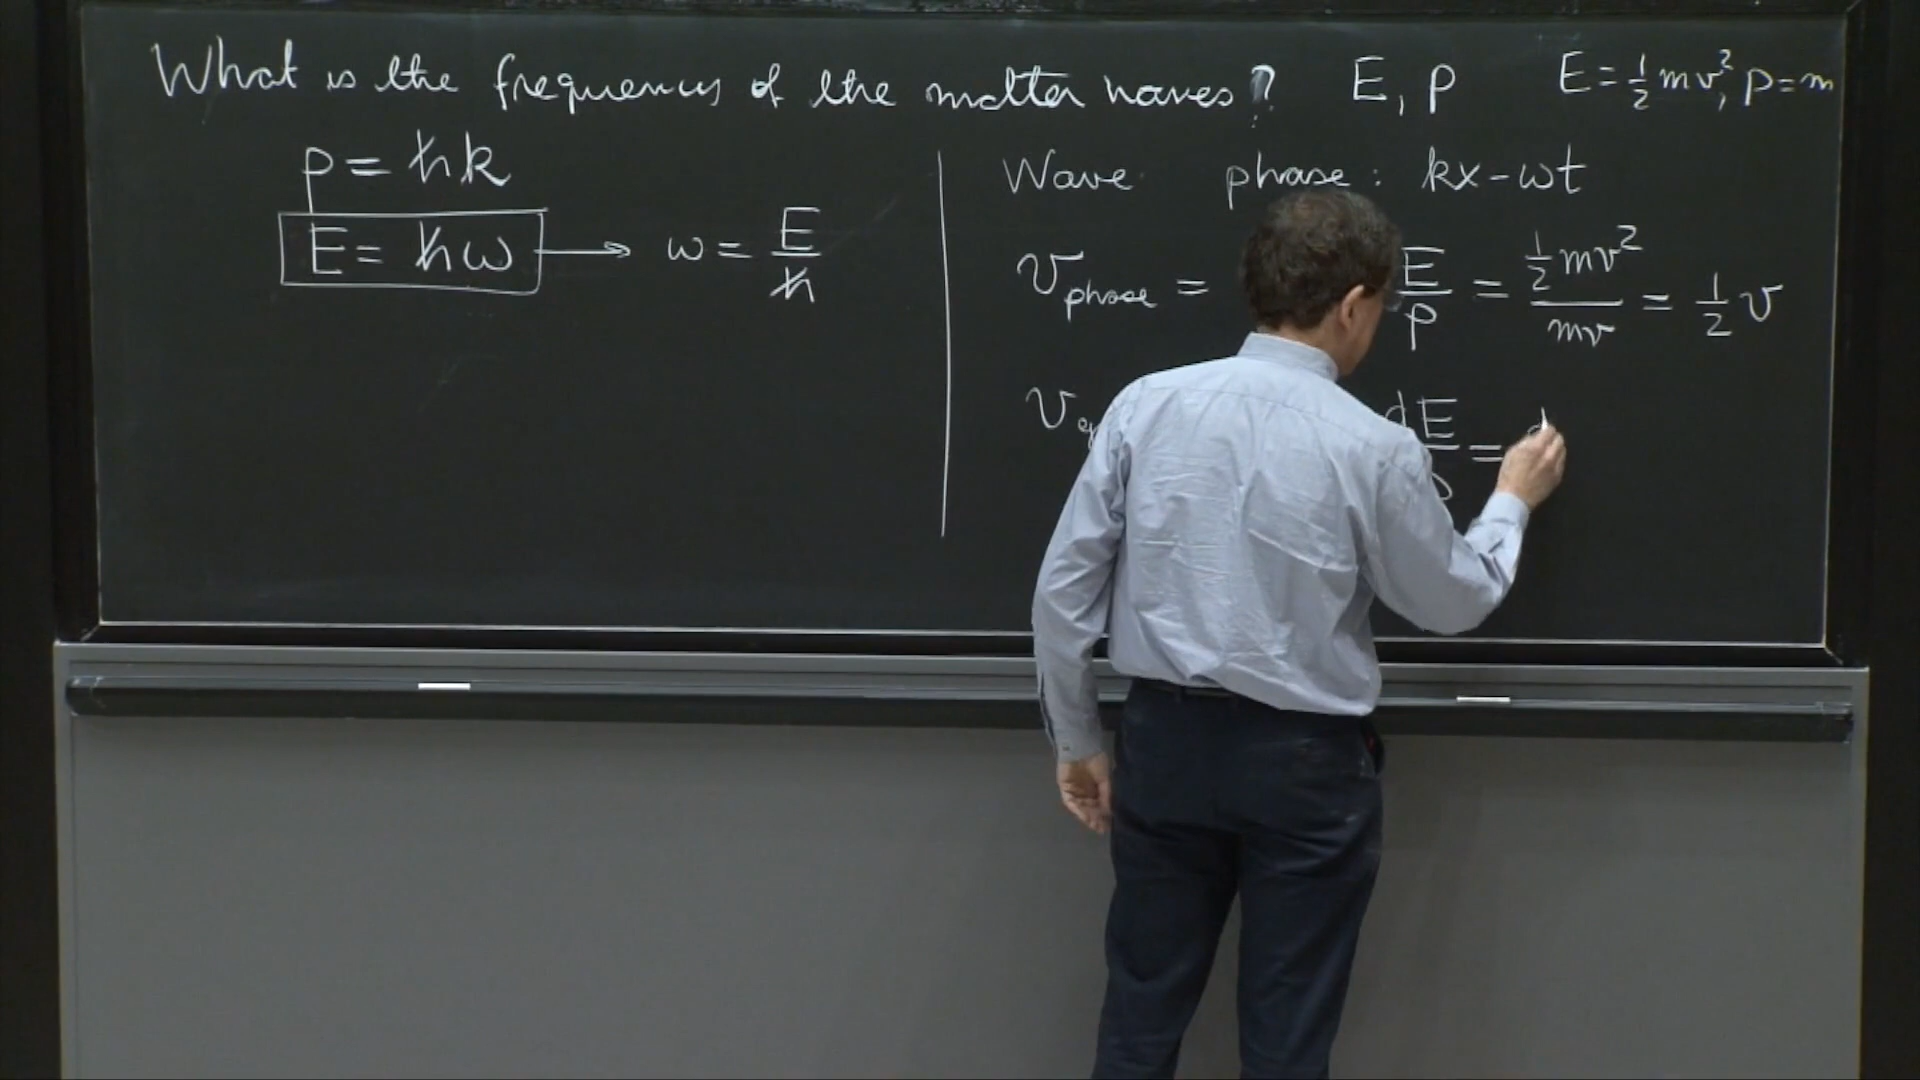 What is the frequency of the matter waves? E, p E = ½ mv², p = m
p = ħk
E = ħω → ω = E/ħ
Wave phase: kx - ωt
v_phase = E/p = ½mv²/mv = ½ v
v dE = d